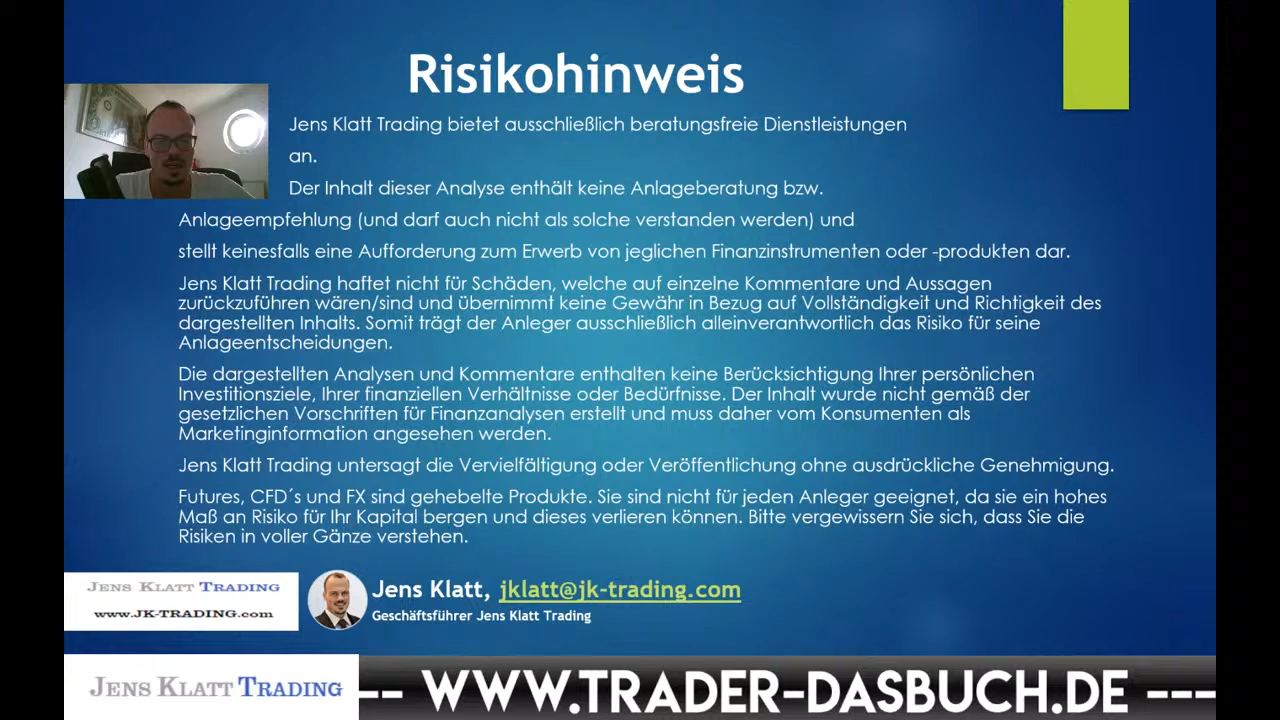 Risikohinweis
Jens Klatt Trading bietet ausschließlich beratungsfreie Dienstleistungen
an.
Der Inhalt dieser Analyse enthält keine Anlageberatung bzw.
Anlageempfehlung (und darf auch nicht als solche verstanden werden) und
stellt keinesfalls eine Aufforderung zum Erwerb von jeglichen Finanzinstrumenten oder -produkten dar.
Jens Klatt Trading haftet nicht für Schäden, welche auf einzelne Kommentare und Aussagen
zurückzuführen wären/sind und übernimmt keine Gewähr in Bezug auf Vollständigkeit und Richtigkeit des
dargestellten Inhalts. Somit trägt der Anleger ausschließlich alleinverantwortlich das Risiko für seine
Anlageentscheidungen.
Die dargestellten Analysen und Kommentare enthalten keine Berücksichtigung Ihrer persönlichen
Investitionsziele, Ihrer finanziellen Verhältnisse oder Bedürfnisse. Der Inhalt wurde nicht gemäß der
gesetzlichen Vorschriften für Finanzanalysen erstellt und muss daher vom Konsumenten als
Marketinginformation angesehen werden.
Jens Klatt Trading untersagt die Vervielfältigung oder Veröffentlichung ohne ausdrückliche Genehmigung.
Futures, CFD´s und FX sind gehebelte Produkte. Sie sind nicht für jeden Anleger geeignet, da sie ein hohes
Maß an Risiko für Ihr Kapital bergen und dieses verlieren können. Bitte vergewissern Sie sich, dass Sie die
Risiken in voller Gänze verstehen.
JENS KLATT TRADING
www.JK-TRADING.com
Jens Klatt, jklatt@jk-trading.com
Geschäftsführer Jens Klatt Trading
JENS KLATT TRADING
-- WWW.TRADER-DASBUCH.DE ---